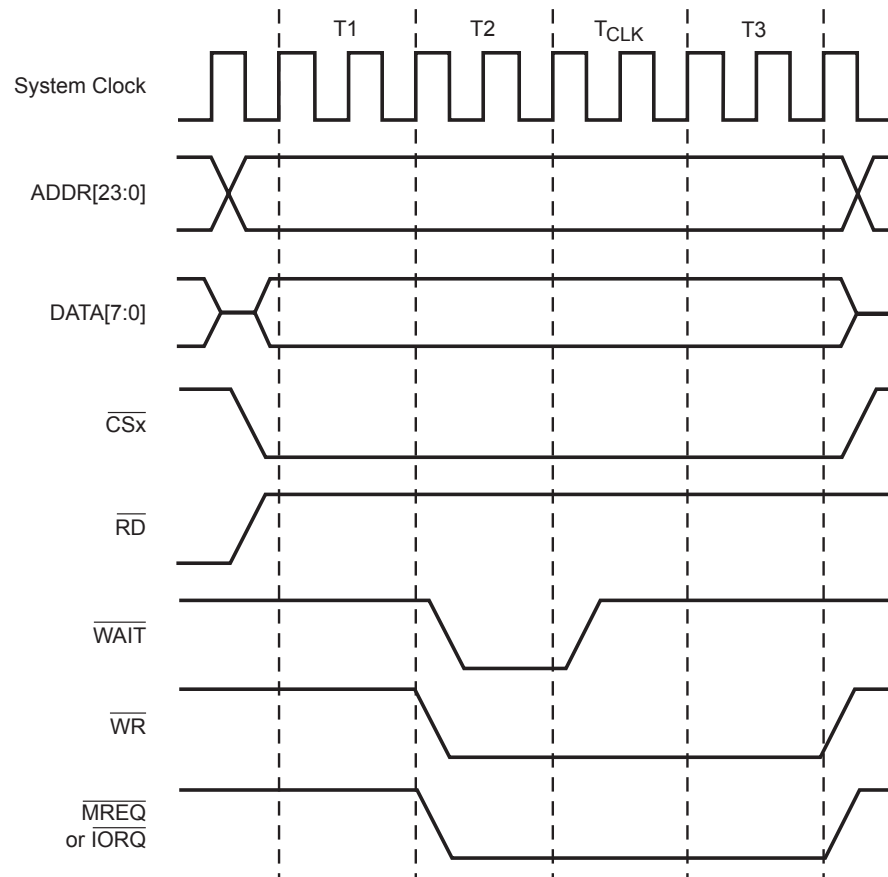 T1 T2 TCLK T3
System Clock
ADDR[23:0]
DATA[7:0]
CSx
RD
WAIT
WR
MREQ
or IORQ